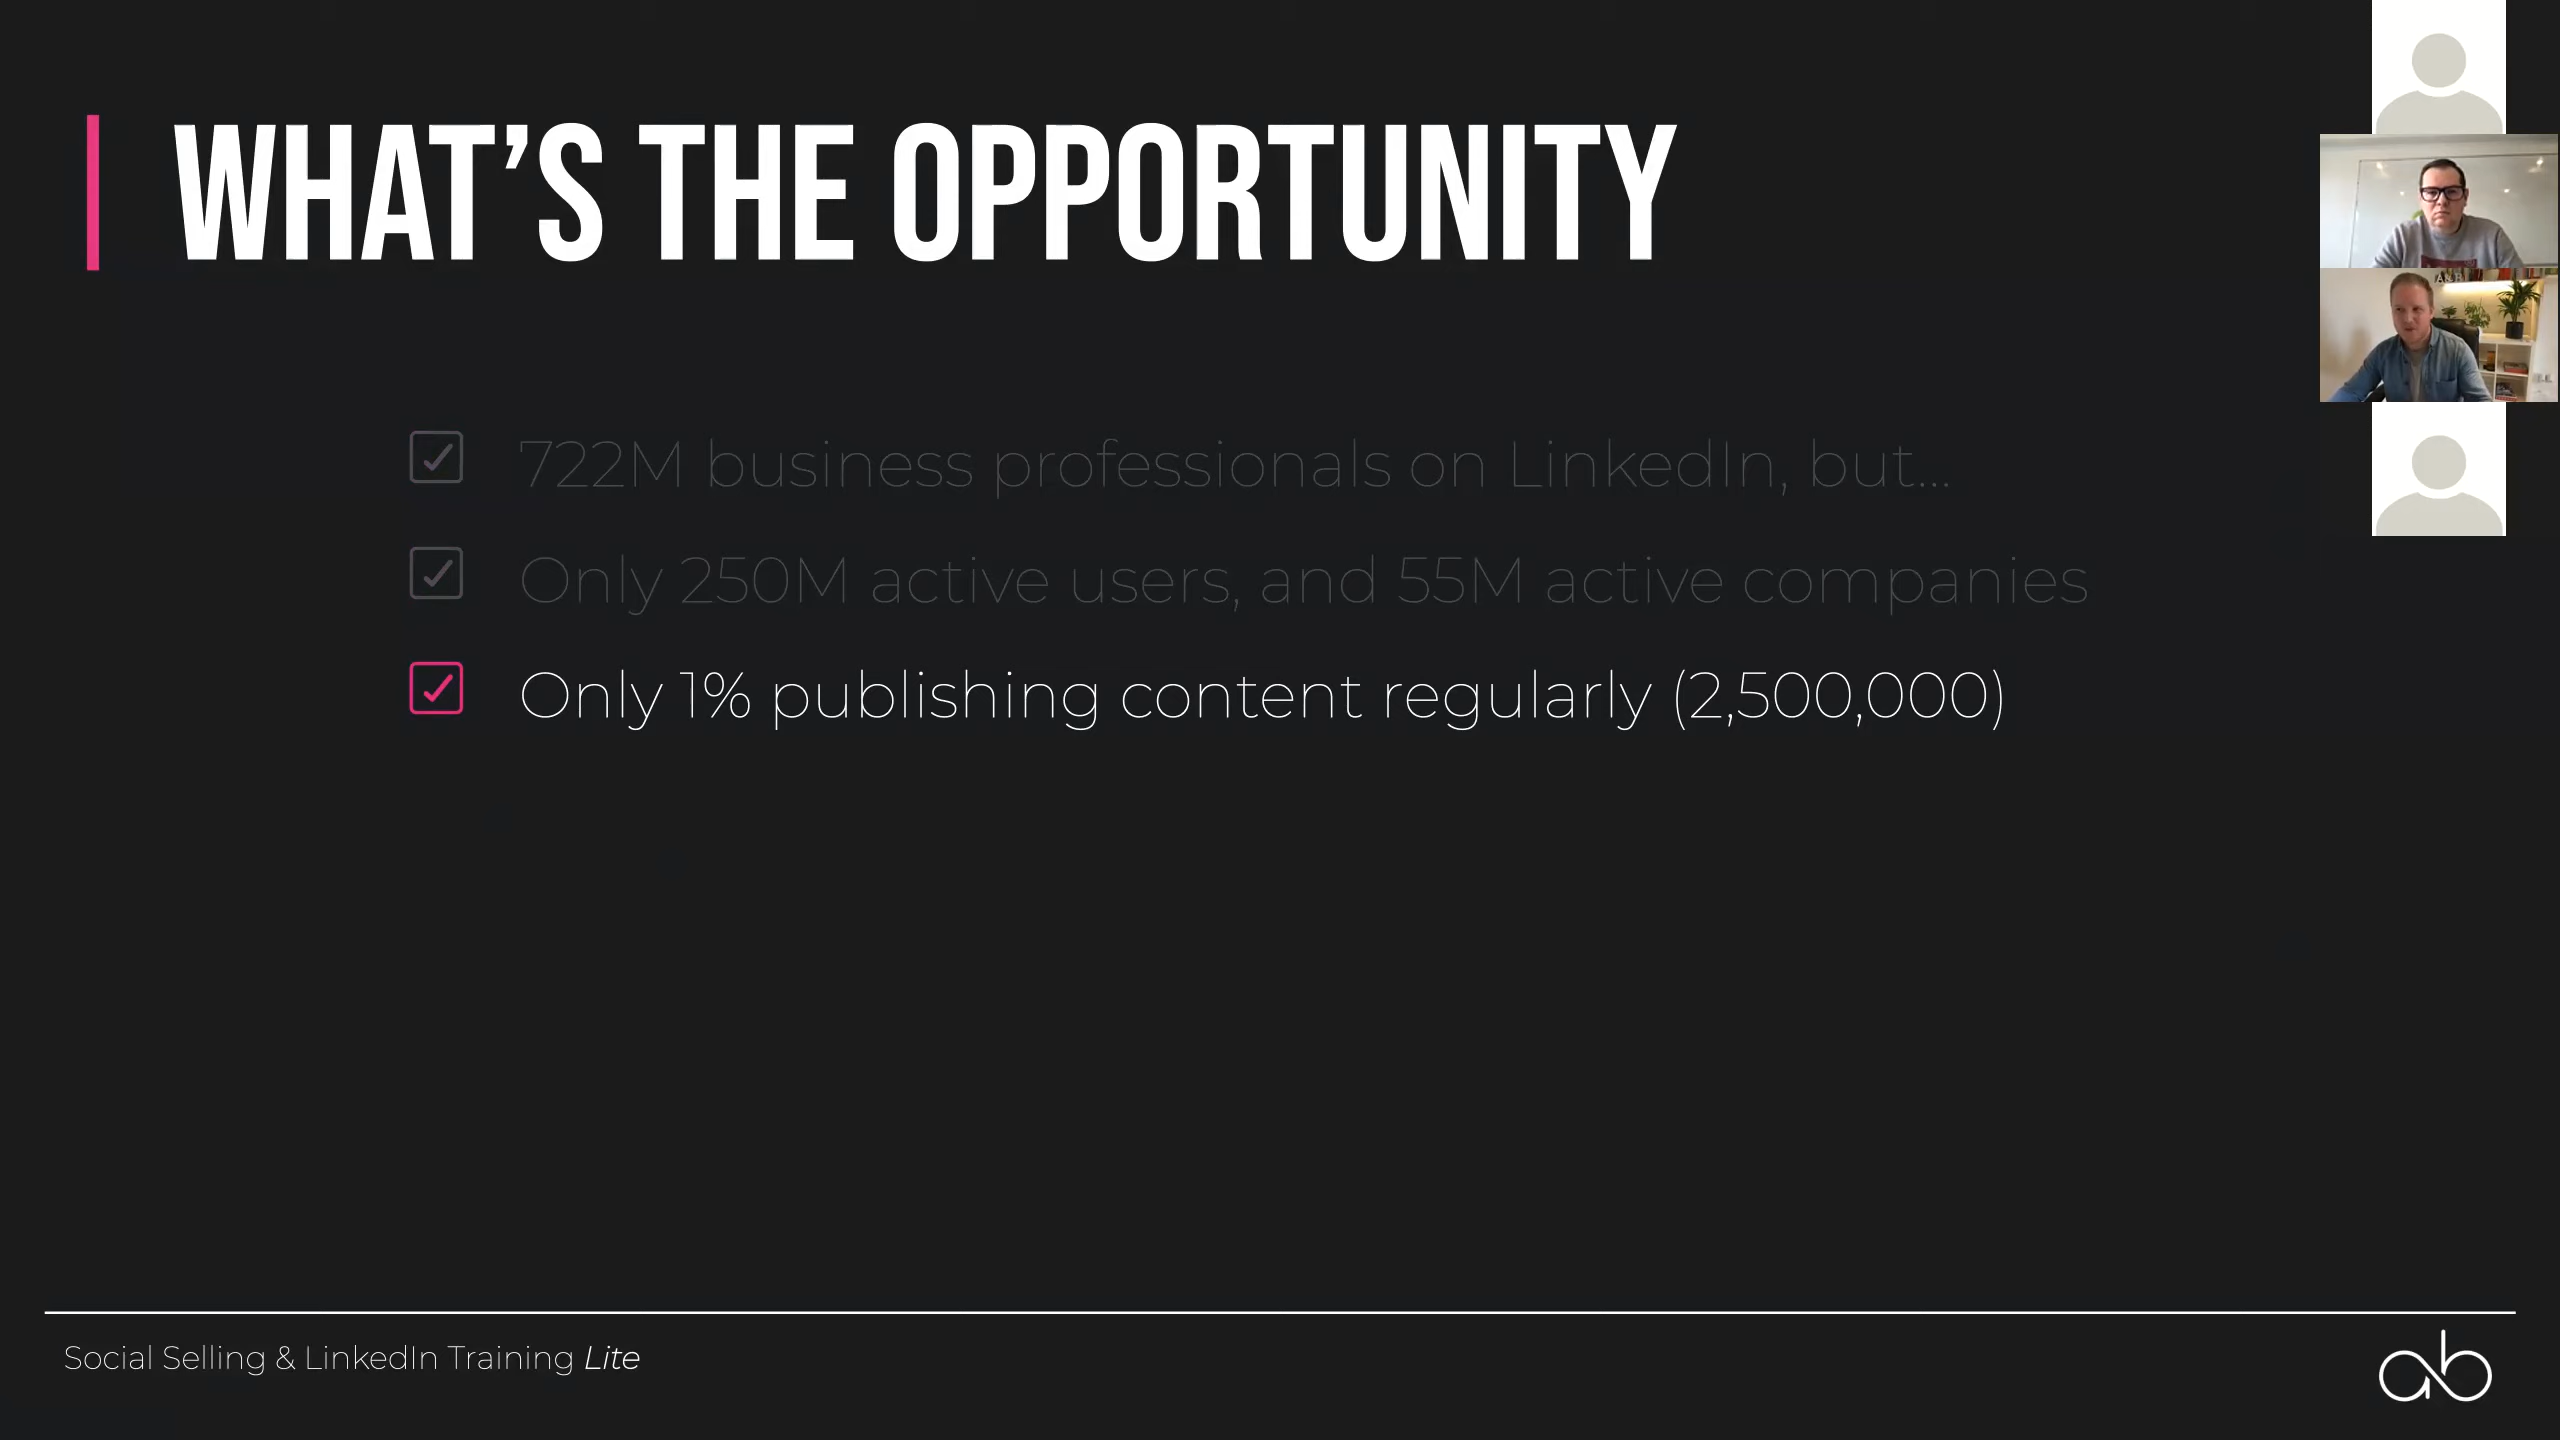 WHAT’S THE OPPORTUNITY
722M business professionals on LinkedIn, but...
Only 250M active users, and 55M active companies
Only 1% publishing content regularly (2,500,000)
Social Selling & LinkedIn Training Lite
ab